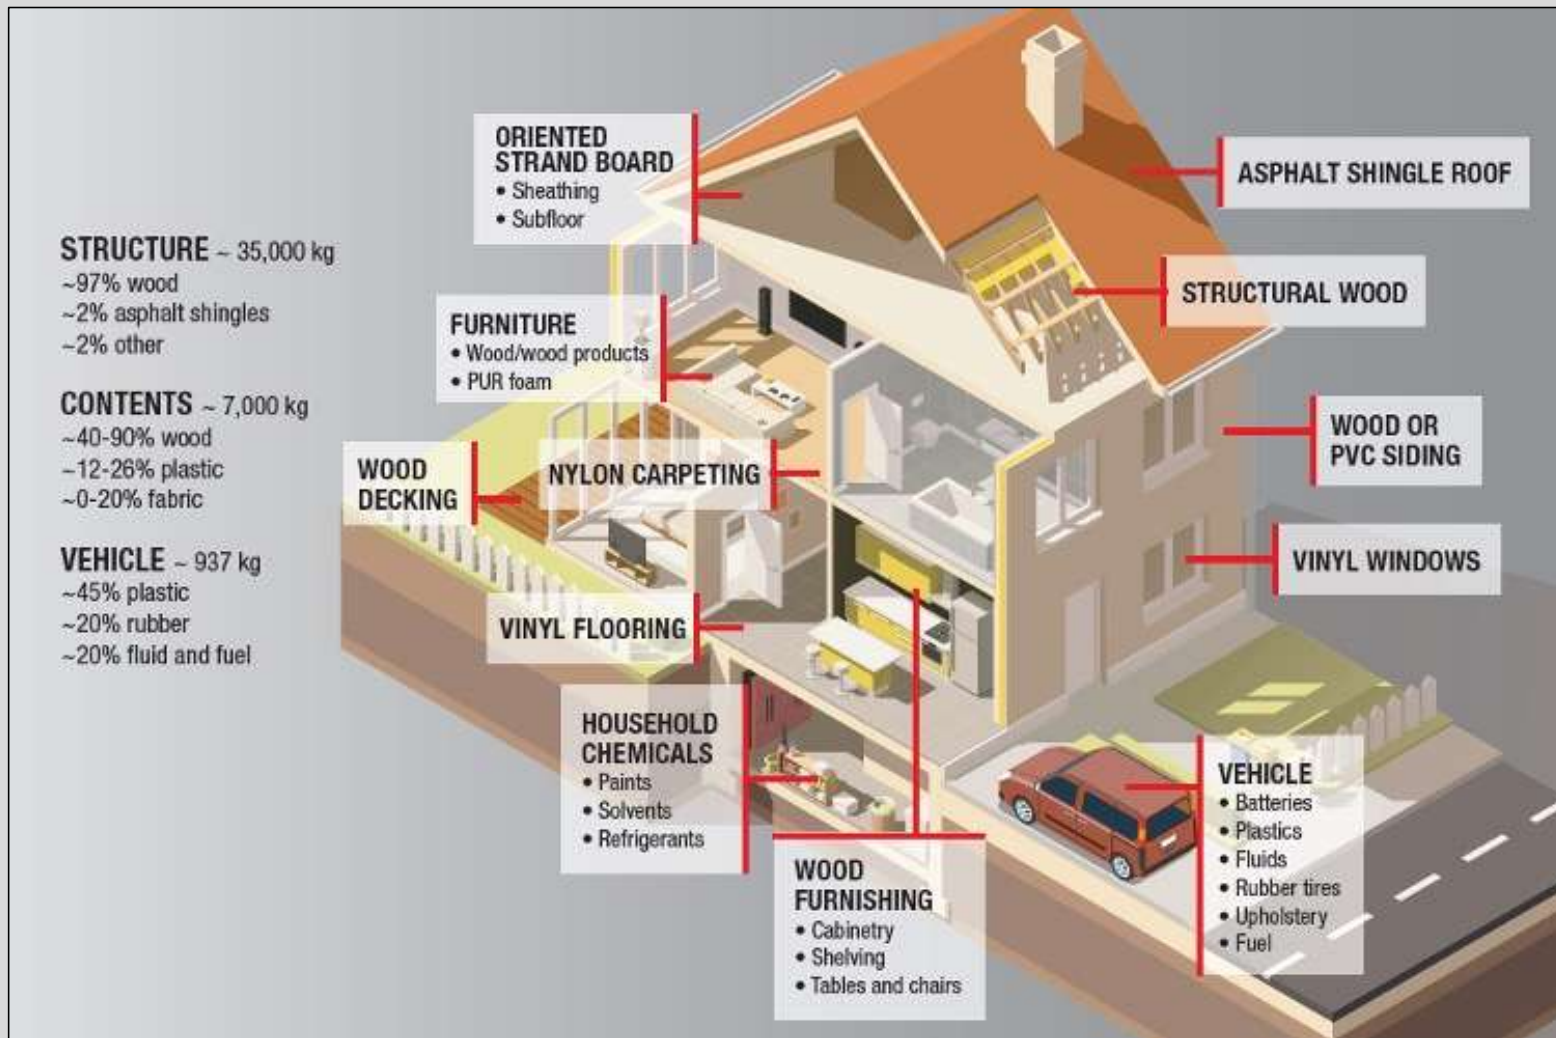 STRUCTURE ~ 35,000 kg
~97% wood
~2% asphalt shingles
~2% other
CONTENTS ~ 7,000 kg
~40-90% wood
~12-26% plastic
~0-20% fabric
VEHICLE ~ 937 kg
~45% plastic
~20% rubber
~20% fluid and fuel
ORIENTED
STRAND BOARD
• Sheathing
• Subfloor
FURNITURE
• Wood/wood products
• PUR foam
WOOD
DECKING
NYLON CARPETING
VINYL FLOORING
HOUSEHOLD
CHEMICALS
• Paints
• Solvents
• Refrigerants
WOOD
FURNISHING
• Cabinetry
• Shelving
• Tables and chairs
ASPHALT SHINGLE ROOF
STRUCTURAL WOOD
WOOD OR
PVC SIDING
VINYL WINDOWS
VEHICLE
• Batteries
• Plastics
• Fluids
• Rubber tires
• Upholstery
• Fuel